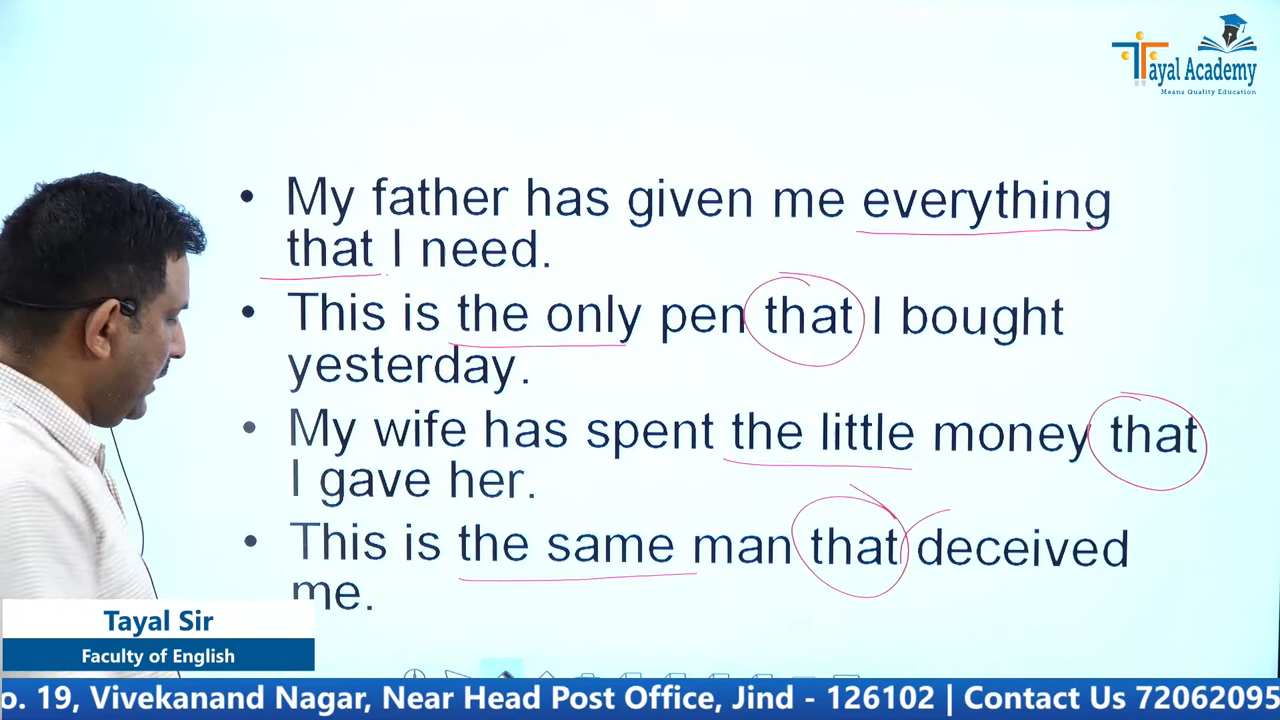 Tayal Academy
Means Quality Education
• My father has given me everything
that I need.
• This is the only pen that I bought
yesterday.
• My wife has spent the little money that
I gave her.
• This is the same man that deceived
me.
Tayal Sir
Faculty of English
o. 19, Vivekanand Nagar, Near Head Post Office, Jind - 126102 | Contact Us 72062095